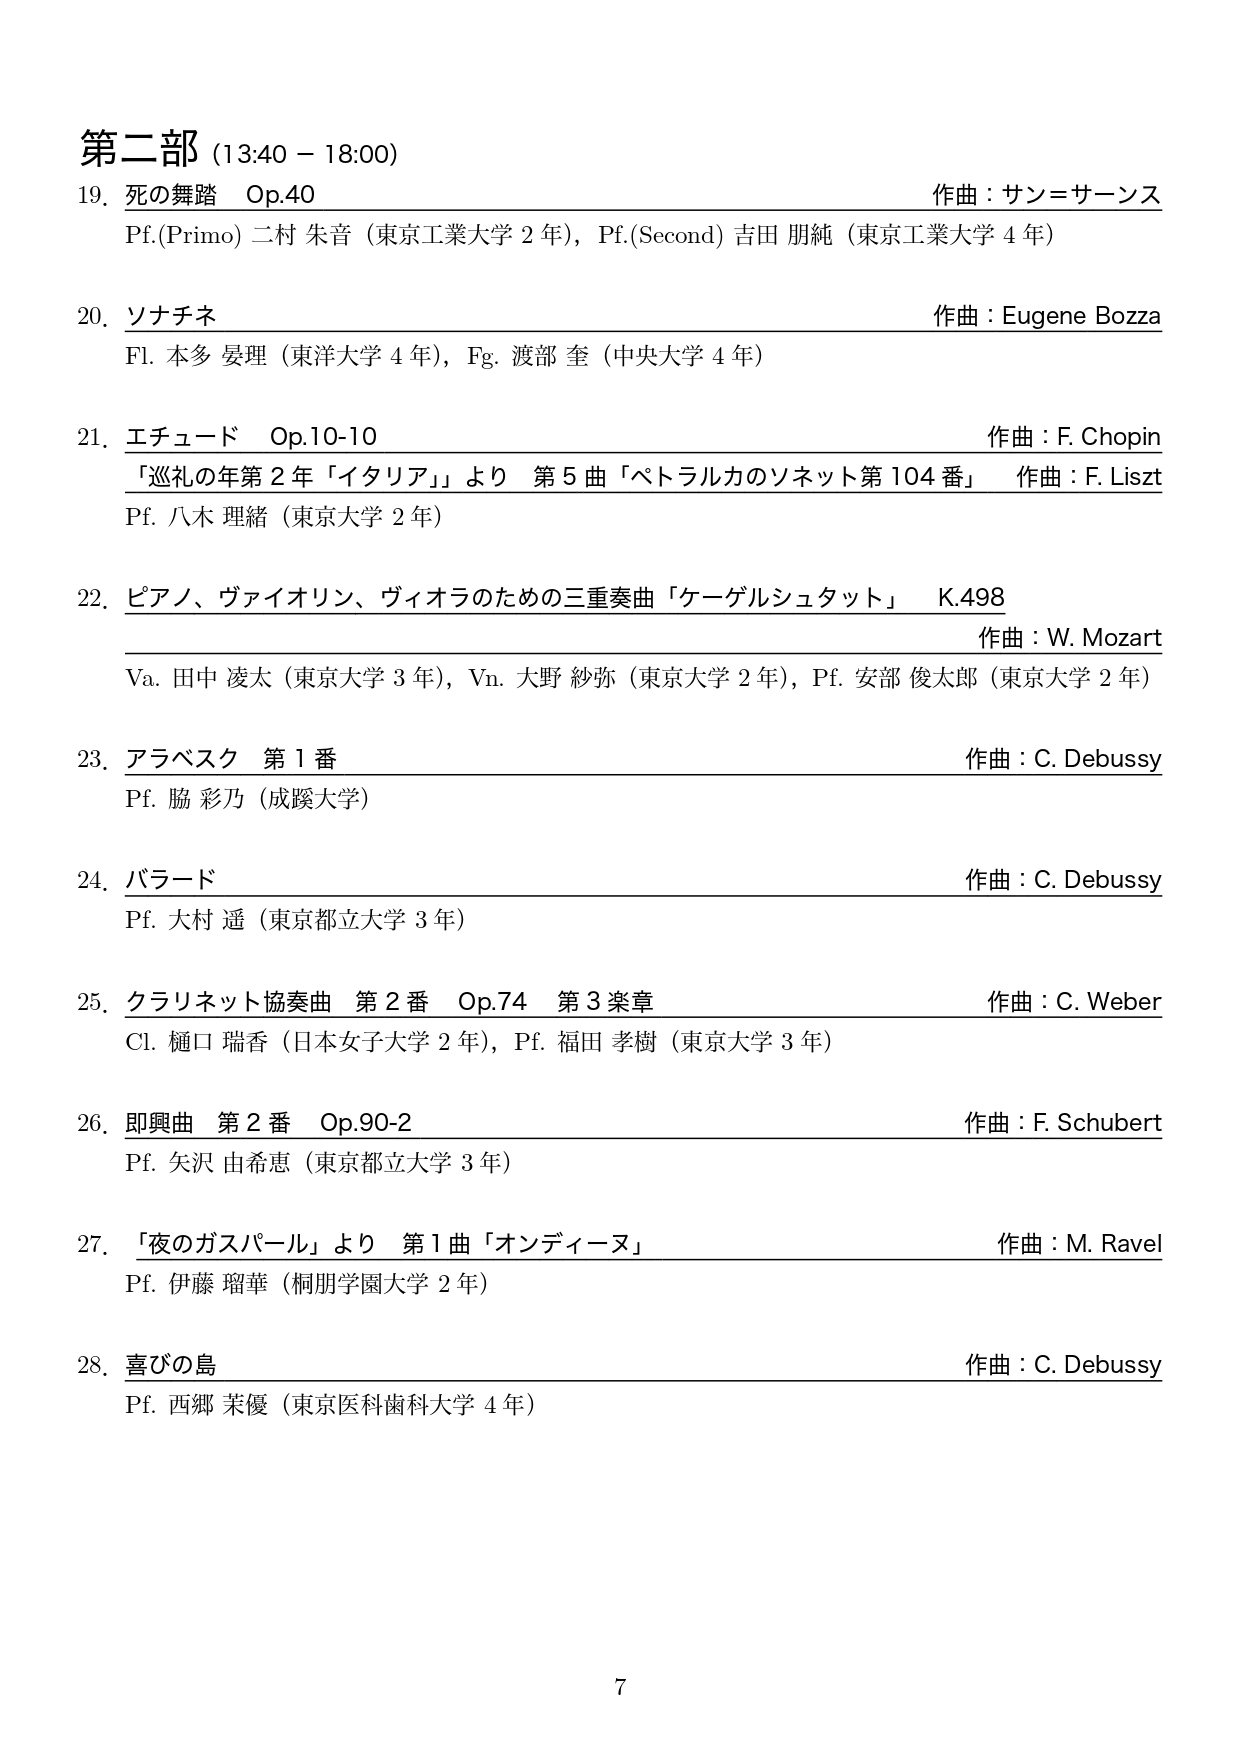 第二部（13:40 − 18:00）
19. 死の舞踏　Op.40　作曲：サン＝サーンス
Pf.(Primo) 二村 朱音（東京工業大学 2 年），Pf.(Second) 吉田 朋純（東京工業大学 4 年）
20. ソナチネ　作曲：Eugene Bozza
Fl. 本多 晏理（東洋大学 4 年），Fg. 渡部 奎（中央大学 4 年）
21. エチュード　Op.10-10　作曲：F. Chopin
「巡礼の年第 2 年「イタリア」」より　第 5 曲「ペトラルカのソネット第 104 番」　作曲：F. Liszt
Pf. 八木 理緒（東京大学 2 年）
22. ピアノ、ヴァイオリン、ヴィオラのための三重奏曲「ケーゲルシュタット」　K.498
作曲：W. Mozart
Va. 田中 凌太（東京大学 3 年），Vn. 大野 紗弥（東京大学 2 年），Pf. 安部 俊太郎（東京大学 2 年）
23. アラベスク　第 1 番　作曲：C. Debussy
Pf. 脇 彩乃（成蹊大学）
24. バラード　作曲：C. Debussy
Pf. 大村 遥（東京都立大学 3 年）
25. クラリネット協奏曲　第 2 番　Op.74　第 3 楽章　作曲：C. Weber
Cl. 樋口 瑞香（日本女子大学 2 年），Pf. 福田 孝樹（東京大学 3 年）
26. 即興曲　第 2 番　Op.90-2　作曲：F. Schubert
Pf. 矢沢 由希恵（東京都立大学 3 年）
27. 「夜のガスパール」より　第 1 曲「オンディーヌ」　作曲：M. Ravel
Pf. 伊藤 瑠華（桐朋学園大学 2 年）
28. 喜びの島　作曲：C. Debussy
Pf. 西郷 茉優（東京医科歯科大学 4 年）
7